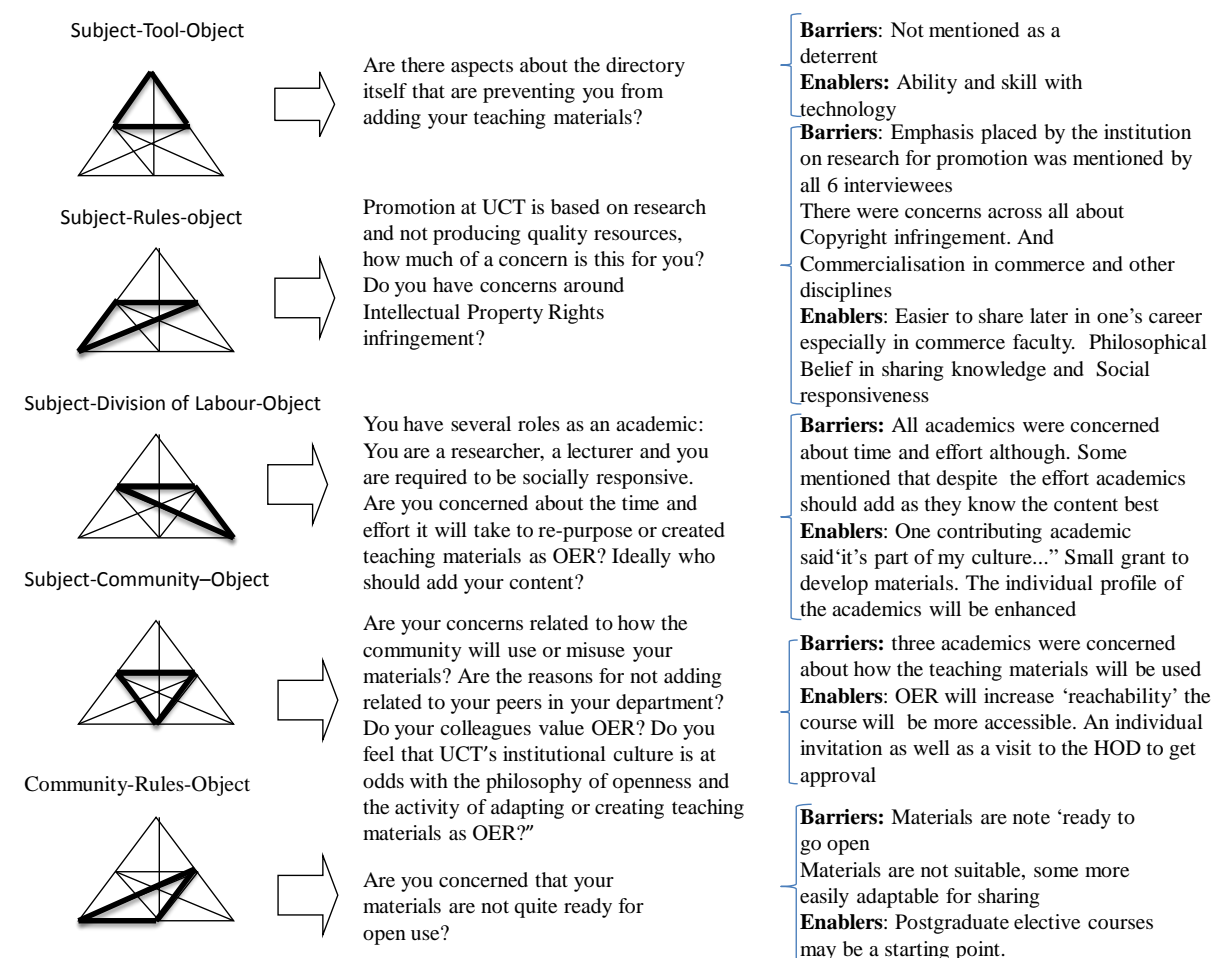 Subject-Tool-Object
Are there aspects about the directory
itself that are preventing you from
adding your teaching materials?
Barriers: Not mentioned as a
deterrent
Enablers: Ability and skill with
technology
Subject-Rules-object
Promotion at UCT is based on research
and not producing quality resources,
how much of a concern is this for you?
Do you have concerns around
Intellectual Property Rights
infringement?
Barriers: Emphasis placed by the institution
on research for promotion was mentioned by
all 6 interviewees
There were concerns across all about
Copyright infringement. And
Commercialisation in commerce and other
disciplines
Enablers: Easier to share later in one's career
especially in commerce faculty. Philosophical
Belief in sharing knowledge and Social
responsiveness
Subject-Division of Labour-Object
You have several roles as an academic:
You are a researcher, a lecturer and you
are required to be socially responsive.
Are you concerned about the time and
effort it will take to re-purpose or created
teaching materials as OER? Ideally who
should add your content?
Barriers: All academics were concerned
about time and effort although. Some
mentioned that despite the effort academics
should add as they know the content best
Enablers: One contributing academic
said‘it's part of my culture...” Small grant to
develop materials. The individual profile of
the academics will be enhanced
Subject-Community–Object
Are your concerns related to how the
community will use or misuse your
materials? Are the reasons for not adding
related to your peers in your department?
Do your colleagues value OER? Do you
feel that UCT's institutional culture is at
odds with the philosophy of openness and
the activity of adapting or creating teaching
materials as OER?”
Barriers: three academics were concerned
about how the teaching materials will be used
Enablers: OER will increase ‘reachability’ the
course will be more accessible. An individual
invitation as well as a visit to the HOD to get
approval
Community-Rules-Object
Are you concerned that your
materials are not quite ready for
open use?
Barriers: Materials are note ‘ready to
go open
Materials are not suitable, some more
easily adaptable for sharing
Enablers: Postgraduate elective courses
may be a starting point.